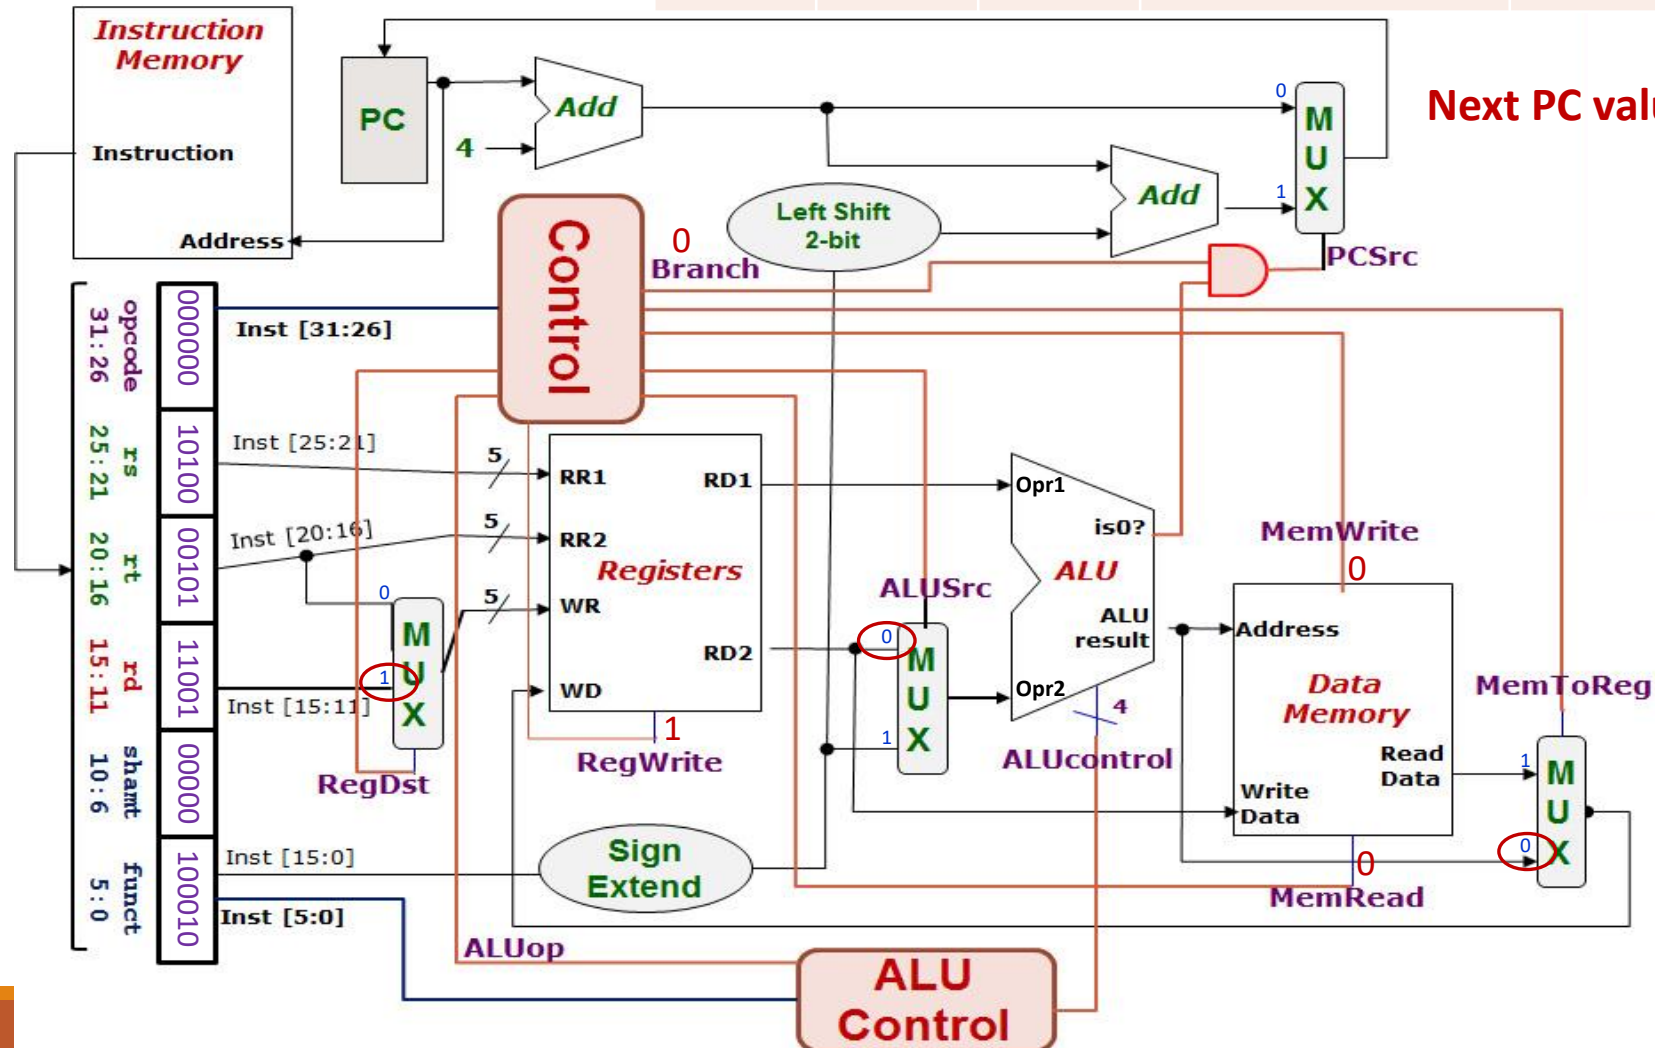 Instruction
Memory
Instruction
Address
PC
4
Add
Add
0
M
U
X
1
PCSrc
Next PC valu
Control
0
Branch
Left Shift
2-bit
opcode
31:26
000000
Inst [31:26]
rs
25:21
10100
Inst [25:21]
5
rt
20:16
00101
Inst [20:16]
5
rd
15:11
11001
Inst [15:11]
5
shamt
10:6
00000
funct
5:0
100010
Inst [15:0]
Inst [5:0]
0
M
U
X
1
RegDst
RR1
RR2
WR
WD
Registers
RD1
RD2
1
RegWrite
ALUSrc
0
M
U
X
1
Opr1
Opr2
is0?
ALU
ALU
result
4
ALUcontrol
MemWrite
0
Address
Data
Memory
Read
Data
Write
Data
0
MemRead
MemToReg
1
M
U
X
0
Sign
Extend
ALUop
ALU
Control